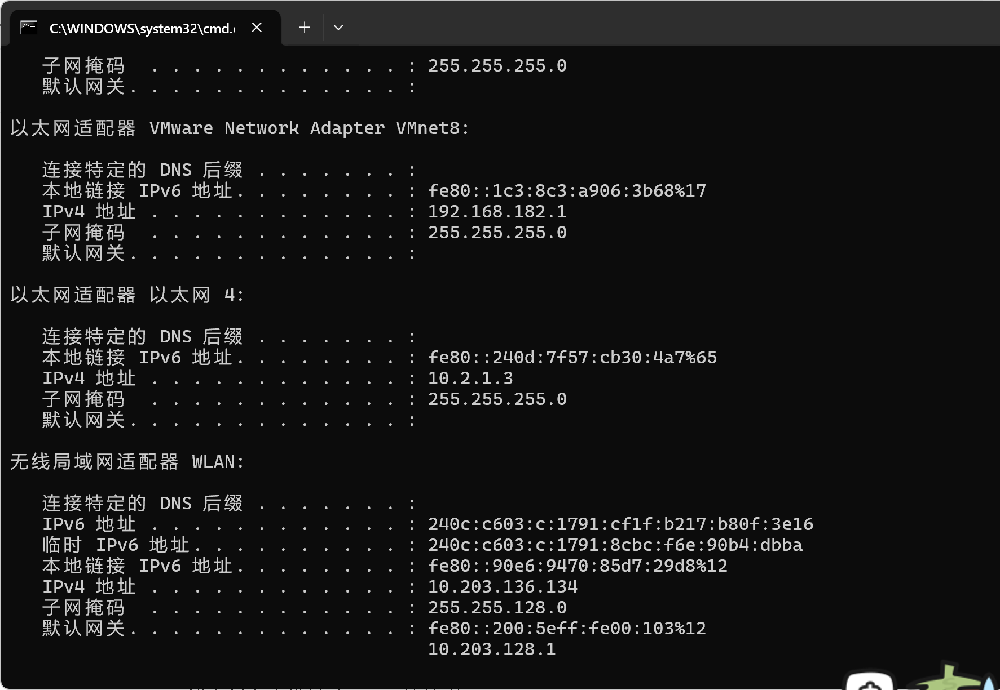 C:\WINDOWS\system32\cmd.
子网掩码  . . . . . . . . . . . . : 255.255.255.0
默认网关. . . . . . . . . . . . . :
以太网适配器 VMware Network Adapter VMnet8:
连接特定的 DNS 后缀 . . . . . . . :
本地链接 IPv6 地址. . . . . . . . : fe80::1c3:8c3:a906:3b68%17
IPv4 地址 . . . . . . . . . . . . : 192.168.182.1
子网掩码  . . . . . . . . . . . . : 255.255.255.0
默认网关. . . . . . . . . . . . . :
以太网适配器 以太网 4:
连接特定的 DNS 后缀 . . . . . . . :
本地链接 IPv6 地址. . . . . . . . : fe80::240d:7f57:cb30:4a7%65
IPv4 地址 . . . . . . . . . . . . : 10.2.1.3
子网掩码  . . . . . . . . . . . . : 255.255.255.0
默认网关. . . . . . . . . . . . . :
无线局域网适配器 WLAN:
连接特定的 DNS 后缀 . . . . . . . :
IPv6 地址 . . . . . . . . . . . . : 240c:c603:c:1791:cf1f:b217:b80f:3e16
临时 IPv6 地址. . . . . . . . . . : 240c:c603:c:1791:8cbc:f6e:90b4:dbba
本地链接 IPv6 地址. . . . . . . . : fe80::90e6:9470:85d7:29d8%12
IPv4 地址 . . . . . . . . . . . . : 10.203.136.134
子网掩码  . . . . . . . . . . . . : 255.255.128.0
默认网关. . . . . . . . . . . . . : fe80::200:5eff:fe00:103%12
10.203.128.1